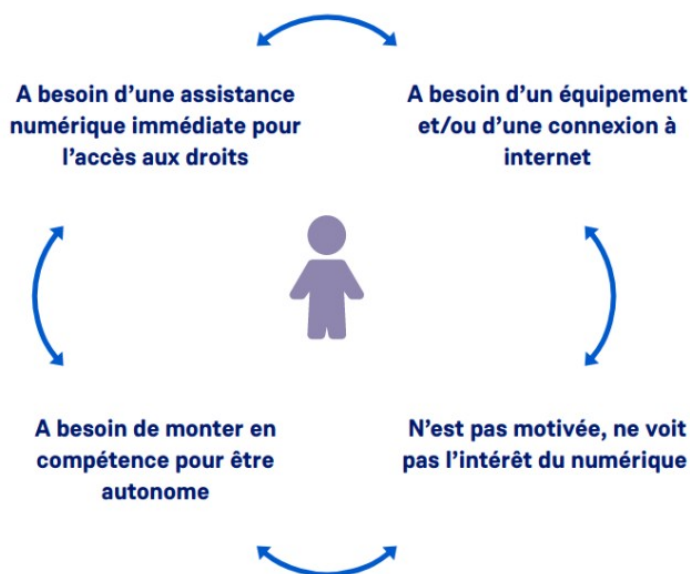 A besoin d’une assistance
numérique immédiate pour
l’accès aux droits
A besoin d’un équipement
et/ou d’une connexion à
internet
A besoin de monter en
compétence pour être
autonome
N’est pas motivée, ne voit
pas l’intérêt du numérique